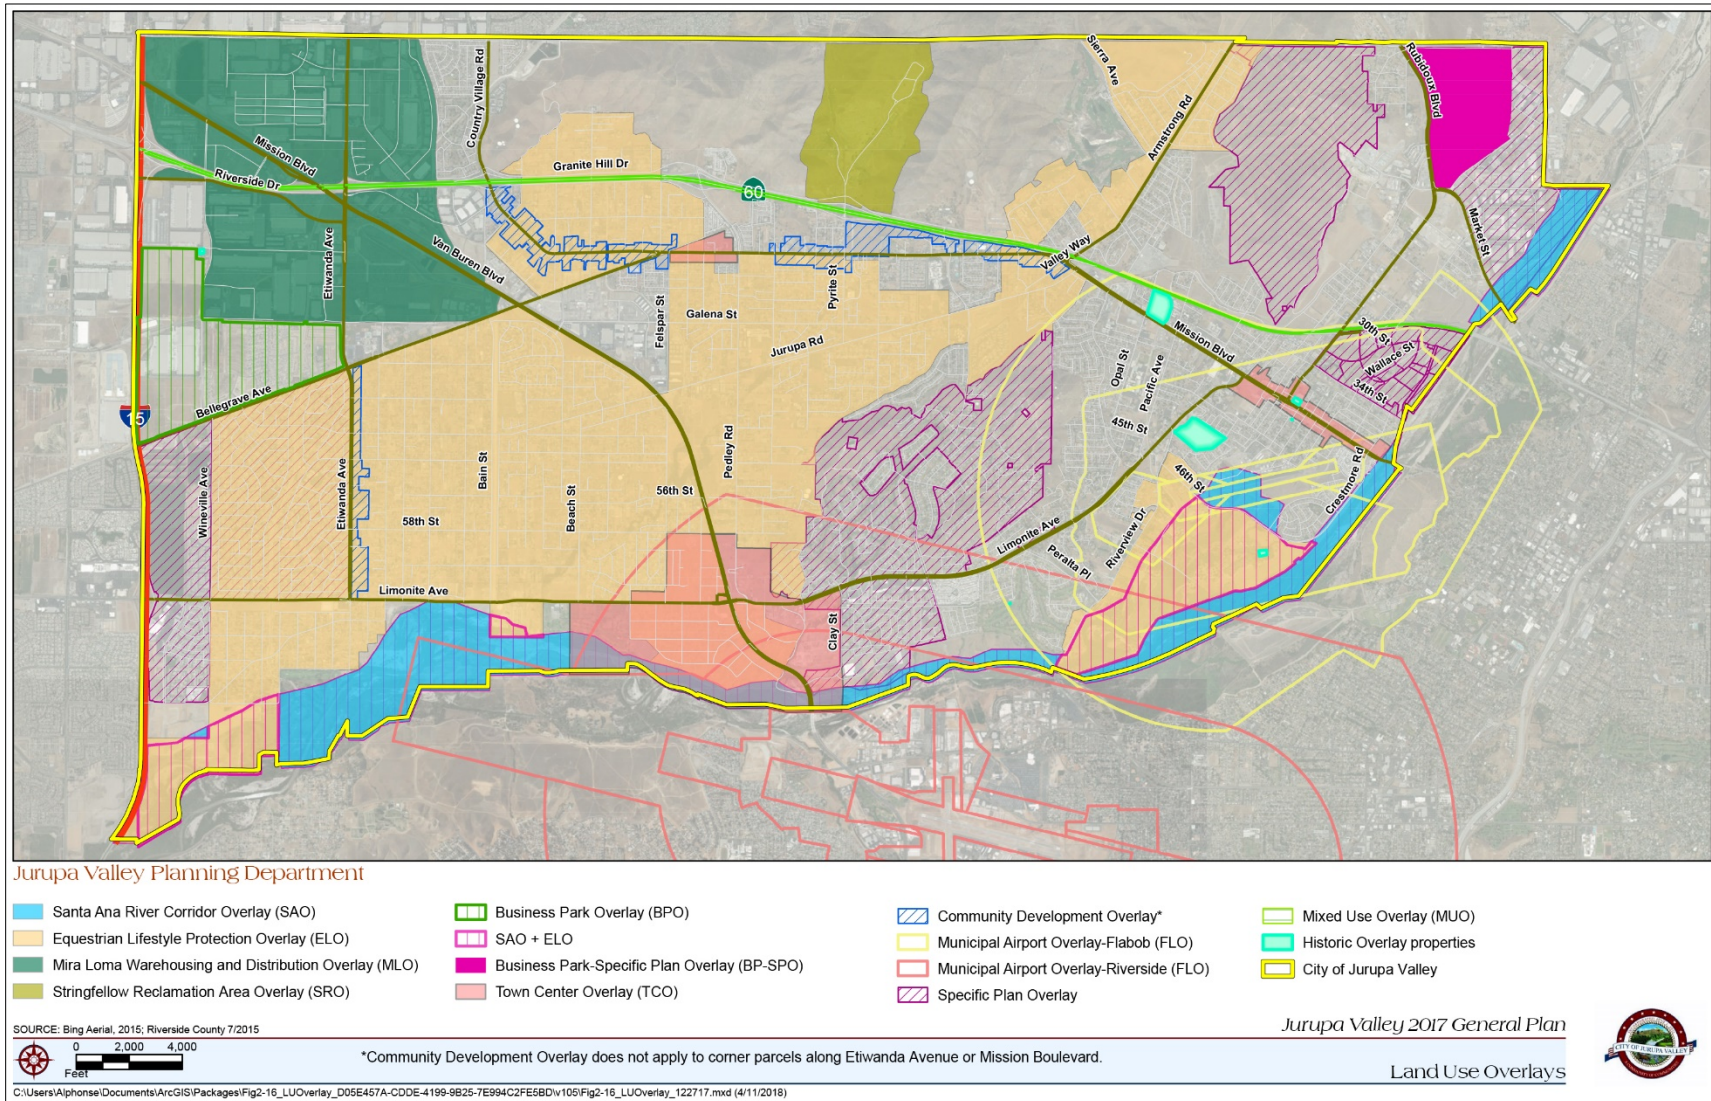 Country Village Rd
Sierra Ave
Rubidoux Blvd
Armstrong Rd
Mission Blvd
Granite Hill Dr
Riverside Dr
60
Market St
Etiwanda Ave
Van Buren Blvd
Valley Way
Pyrite St
Felspar St
Galena St
Jurupa Rd
Mission Blvd
30th St
Wallace St
34th St
Opal St
Pacific Ave
Bellegrave Ave
15
45th St
Pedley Rd
Crestmore Rd
46th St
Wineville Ave
Etiwanda Ave
Bain St
Beach St
56th St
58th St
Limonite Ave
Riverview Dr
Peralta Pl
Limonite Ave
Clay St
Jurupa Valley Planning Department
Santa Ana River Corridor Overlay (SAO)
Equestrian Lifestyle Protection Overlay (ELO)
Mira Loma Warehousing and Distribution Overlay (MLO)
Stringfellow Reclamation Area Overlay (SRO)
Business Park Overlay (BPO)
SAO + ELO
Business Park-Specific Plan Overlay (BP-SPO)
Town Center Overlay (TCO)
Community Development Overlay*
Municipal Airport Overlay-Flabob (FLO)
Municipal Airport Overlay-Riverside (FLO)
Specific Plan Overlay
Mixed Use Overlay (MUO)
Historic Overlay properties
City of Jurupa Valley
SOURCE: Bing Aerial, 2015; Riverside County 7/2015
Jurupa Valley 2017 General Plan
0 2,000 4,000
Feet
*Community Development Overlay does not apply to corner parcels along Etiwanda Avenue or Mission Boulevard.
Land Use Overlays
CITY OF JURUPA VALLEY
C:\Users\Alphonse\Documents\ArcGIS\Packages\Fig2-16_LUOverlay_D05E457A-CDDE-4199-9B25-7E994C2FE5BD\v105\Fig2-16_LUOverlay_122717.mxd (4/11/2018)